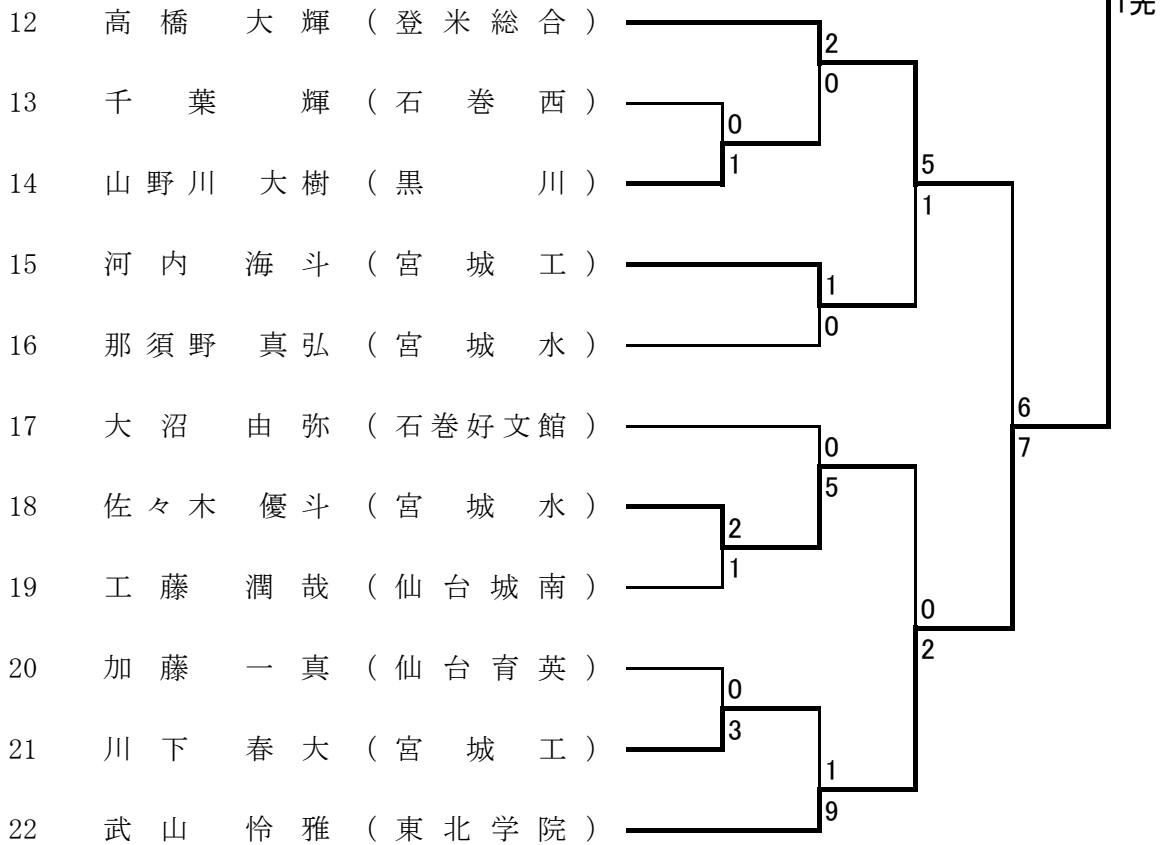 1先
12 高橋 大輝 (登米総合)
2
0
13 千葉 輝 (石巻西)
0
1
14 山野川 大樹 (黒川)
5
1
15 河内 海斗 (宮城工)
1
0
16 那須野 真弘 (宮城水)
6
7
17 大沼 由弥 (石巻好文館)
0
5
18 佐々木 優斗 (宮城水)
2
1
19 工藤 潤哉 (仙台城南)
0
2
20 加藤 一真 (仙台育英)
0
3
21 川下 春大 (宮城工)
1
9
22 武山 怜雅 (東北学院)